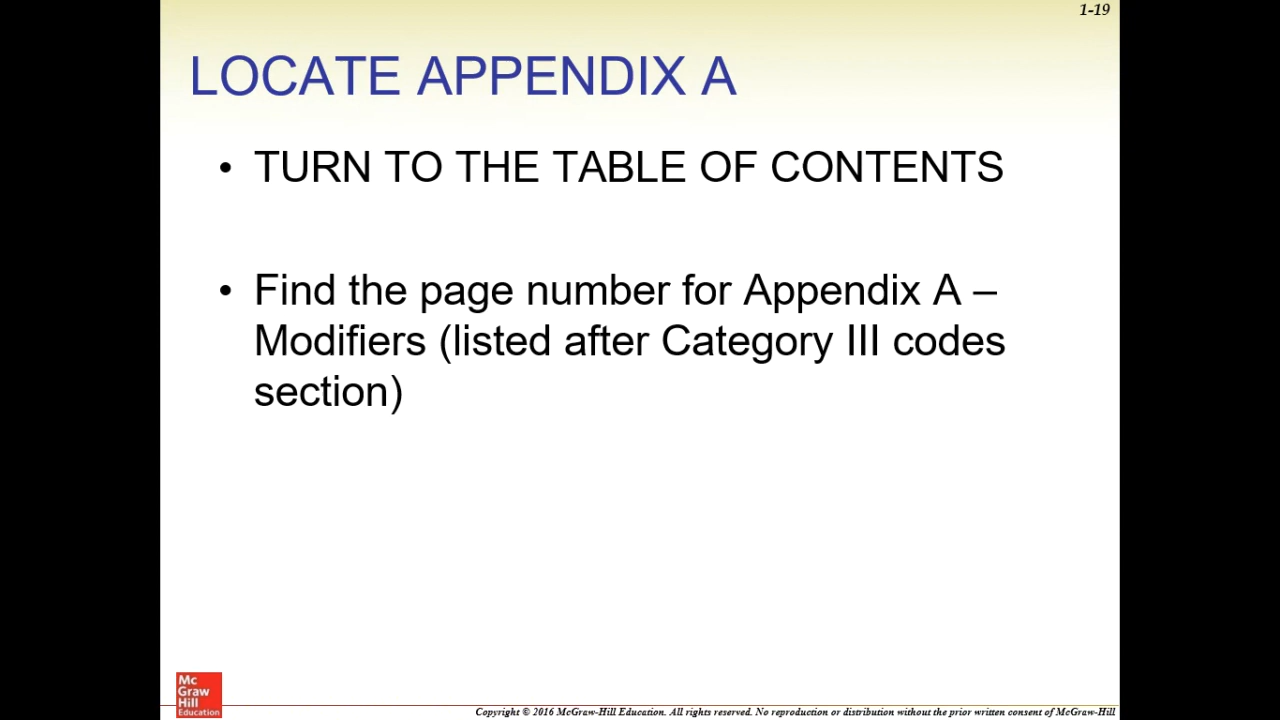 1-19
LOCATE APPENDIX A
• TURN TO THE TABLE OF CONTENTS
• Find the page number for Appendix A –
Modifiers (listed after Category III codes
section)
Mc
Graw
Hill
Education
Copyright © 2016 McGraw-Hill Education. All rights reserved. No reproduction or distribution without the prior written consent of McGraw-Hill